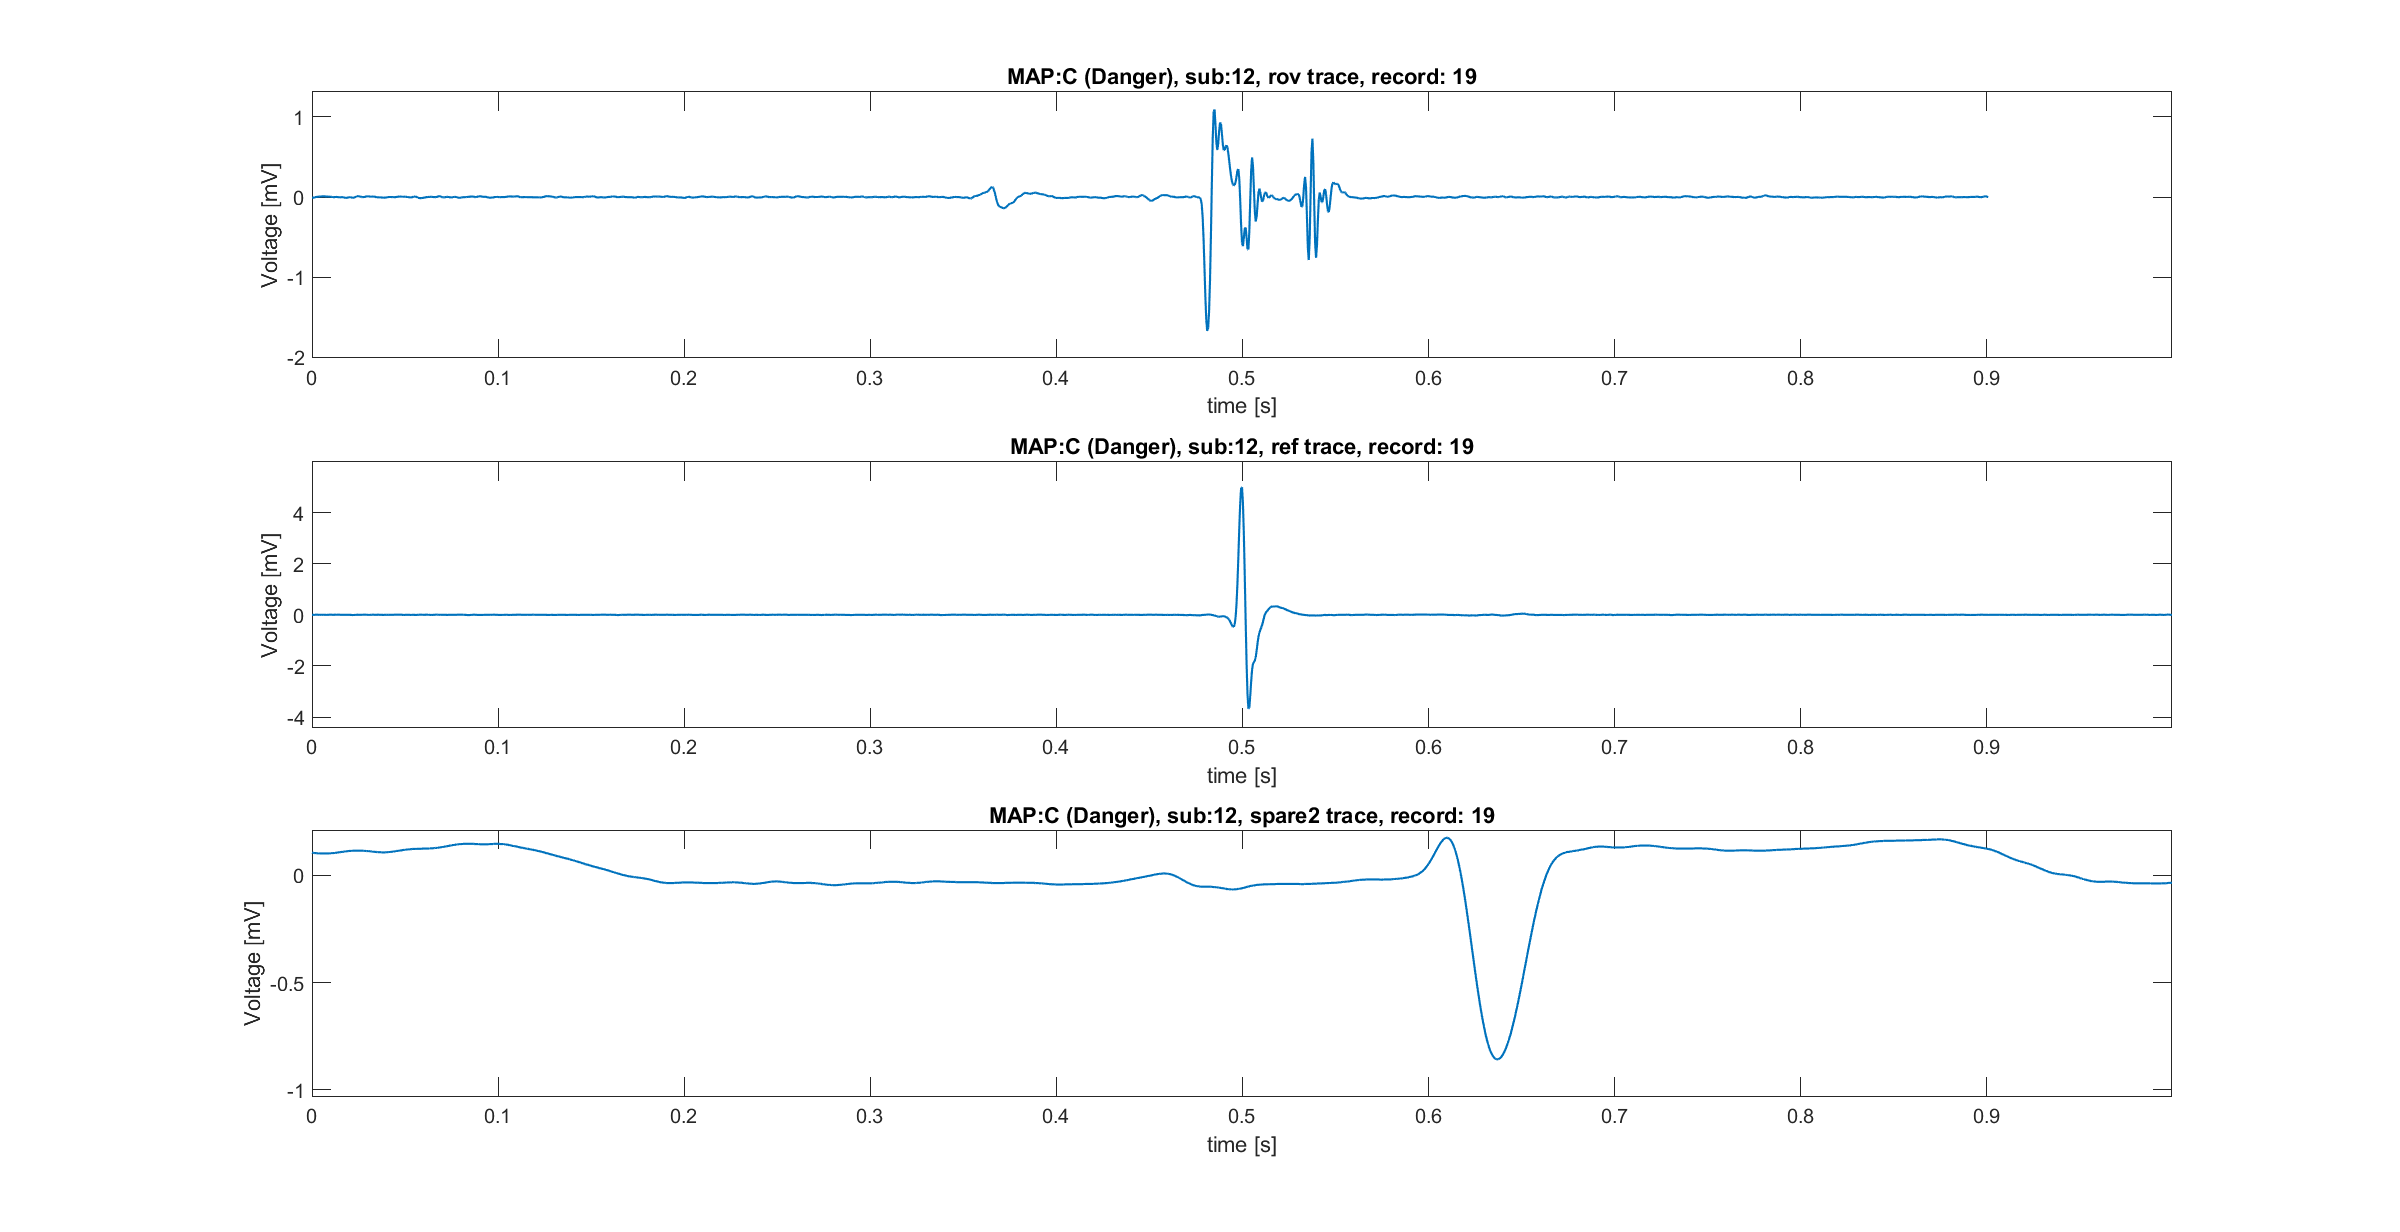 MAP:C (Danger), sub:12, rov trace, record: 19
Voltage [mV]
1
0
-1
-2
0 0.1 0.2 0.3 0.4 0.5 0.6 0.7 0.8 0.9
time [s]
MAP:C (Danger), sub:12, ref trace, record: 19
Voltage [mV]
4
2
0
-2
-4
0 0.1 0.2 0.3 0.4 0.5 0.6 0.7 0.8 0.9
time [s]
MAP:C (Danger), sub:12, spare2 trace, record: 19
Voltage [mV]
0
-0.5
-1
0 0.1 0.2 0.3 0.4 0.5 0.6 0.7 0.8 0.9
time [s]